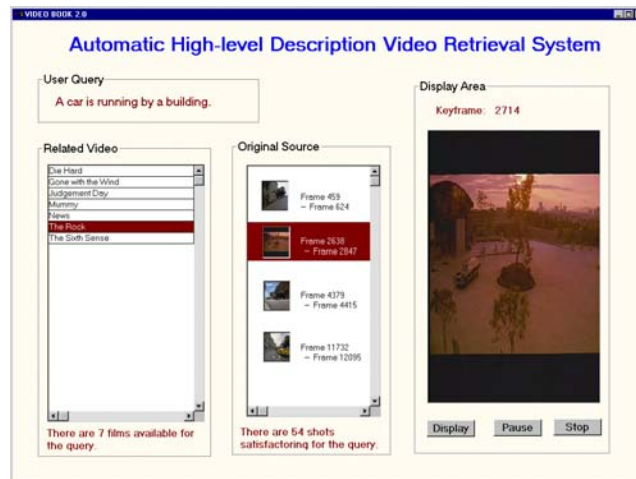 VIDEO BOOK 2.0
Automatic High-level Description Video Retrieval System
User Query
A car is running by a building.
Related Video
Die Hard
Gone with the Wind
Judgement Day
Mummy
News
The Rock
The Sixth Sense
There are 7 films available for
the query.
Original Source
Frame 459
– Frame 624
Frame 2638
– Frame 2847
Frame 4379
– Frame 4415
Frame 11732
– Frame 12095
There are 54 shots
satisfactoring for the query.
Display Area
Keyframe: 2714
Display Pause Stop